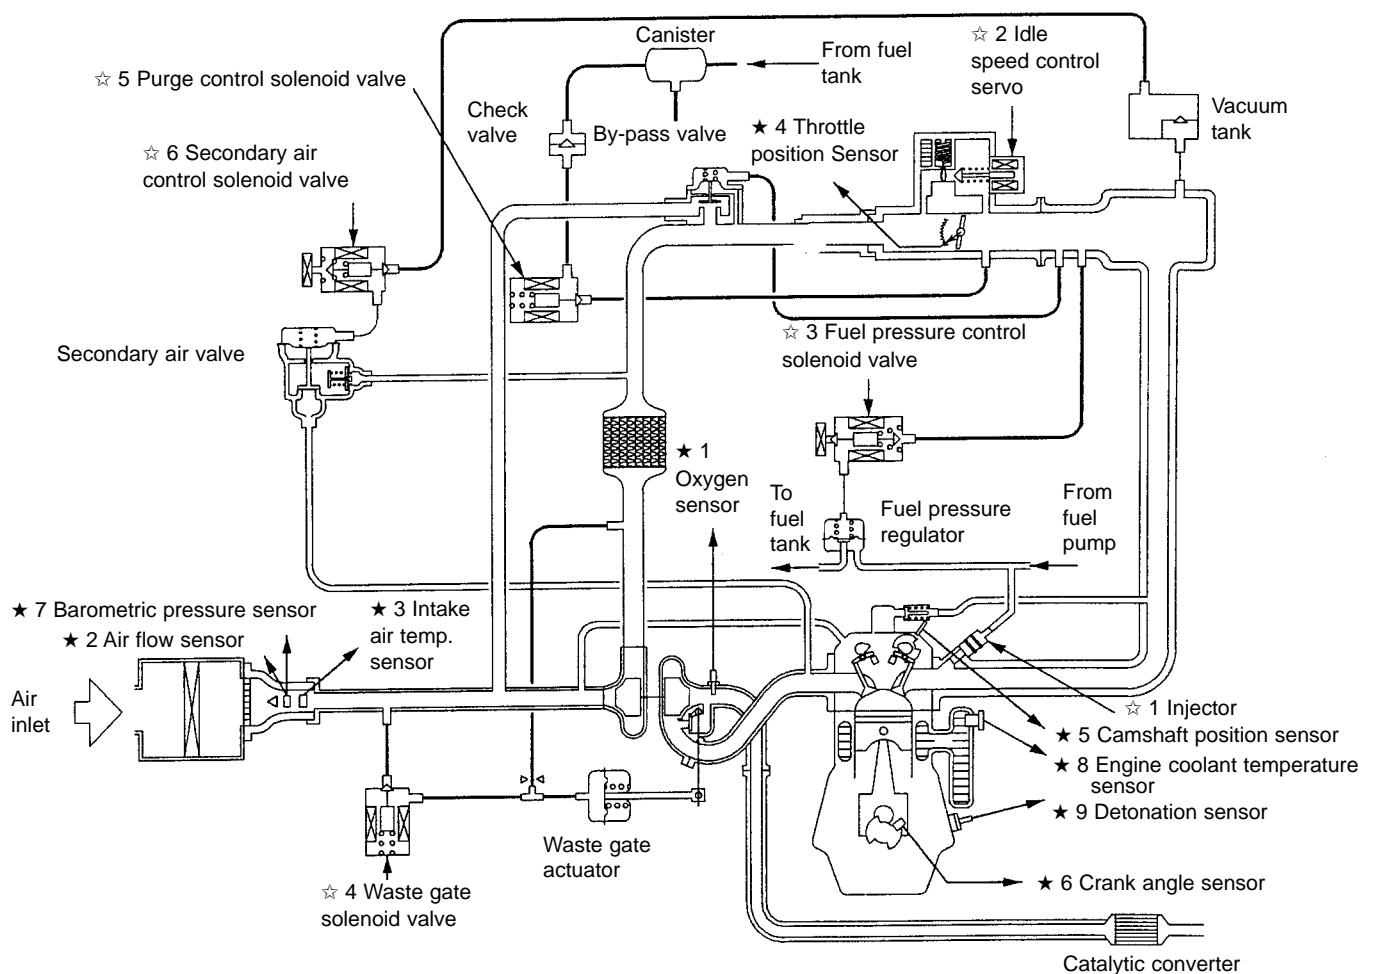 Canister
From fuel
tank
☆ 2 Idle
speed control
servo
☆ 5 Purge control solenoid valve
Check
valve
By-pass valve
★ 4 Throttle
position Sensor
Vacuum
tank
☆ 6 Secondary air
control solenoid valve
Secondary air valve
☆ 3 Fuel pressure control
solenoid valve
★ 1
Oxygen
sensor
To
fuel
tank
Fuel pressure
regulator
From
fuel
pump
★ 7 Barometric pressure sensor
★ 2 Air flow sensor
★ 3 Intake
air temp.
sensor
Air
inlet
☆ 1 Injector
★ 5 Camshaft position sensor
★ 8 Engine coolant temperature
sensor
★ 9 Detonation sensor
Waste gate
actuator
☆ 4 Waste gate
solenoid valve
★ 6 Crank angle sensor
Catalytic converter